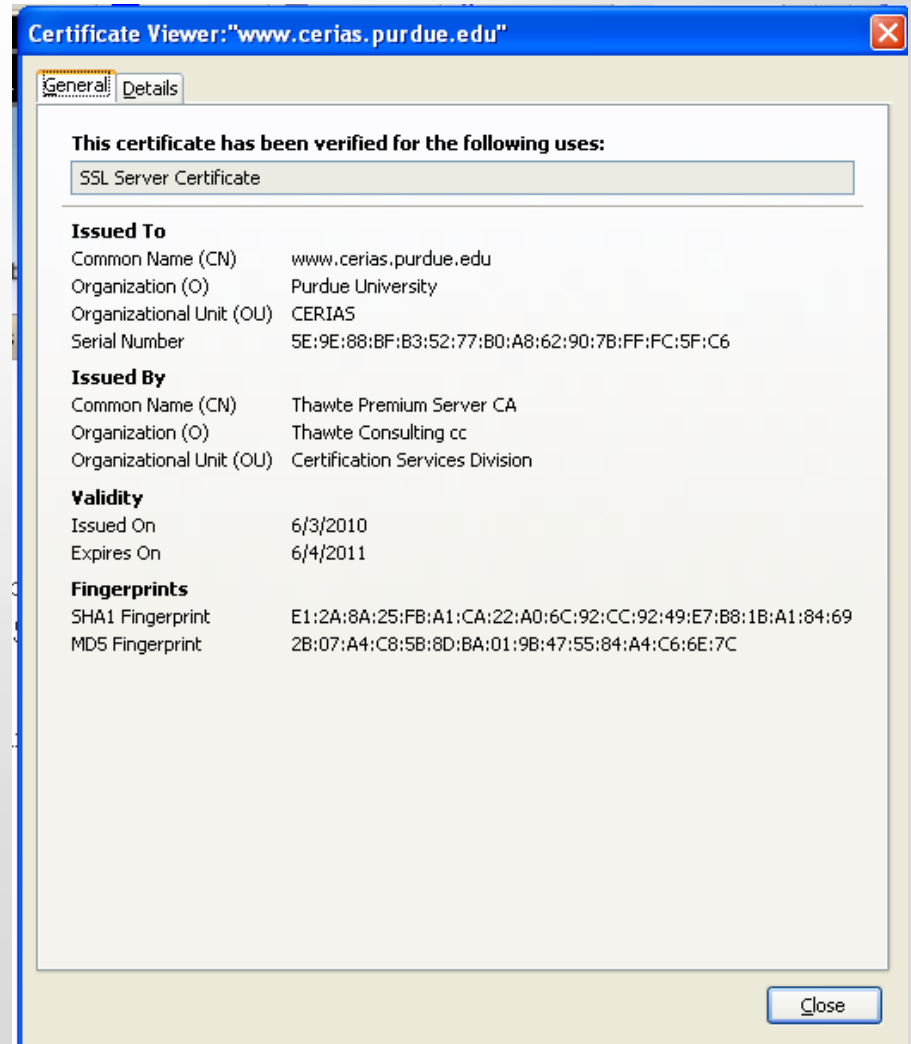 Certificate Viewer:"www.cerias.purdue.edu"
General Details
This certificate has been verified for the following uses:
SSL Server Certificate
Issued To
Common Name (CN) www.cerias.purdue.edu
Organization (O) Purdue University
Organizational Unit (OU) CERIAS
Serial Number 5E:9E:88:BF:B3:52:77:B0:A8:62:90:7B:FF:FC:5F:C6
Issued By
Common Name (CN) Thawte Premium Server CA
Organization (O) Thawte Consulting cc
Organizational Unit (OU) Certification Services Division
Validity
Issued On 6/3/2010
Expires On 6/4/2011
Fingerprints
SHA1 Fingerprint E1:2A:8A:25:FB:A1:CA:22:A0:6C:92:CC:92:49:E7:B8:1B:A1:84:69
MD5 Fingerprint 2B:07:A4:C8:5B:8D:BA:01:9B:47:55:84:A4:C6:6E:7C
Close